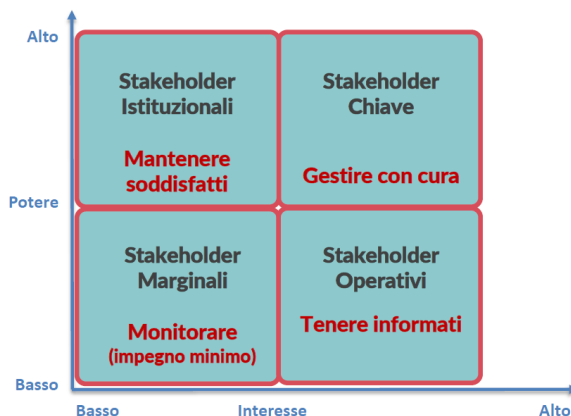 Alto
Stakeholder
Istituzionali
Mantenere
soddisfatti
Stakeholder
Chiave
Gestire con cura
Potere
Stakeholder
Marginali
Monitorare
(impegno minimo)
Stakeholder
Operativi
Tenere informati
Basso
Basso
Interesse
Alto